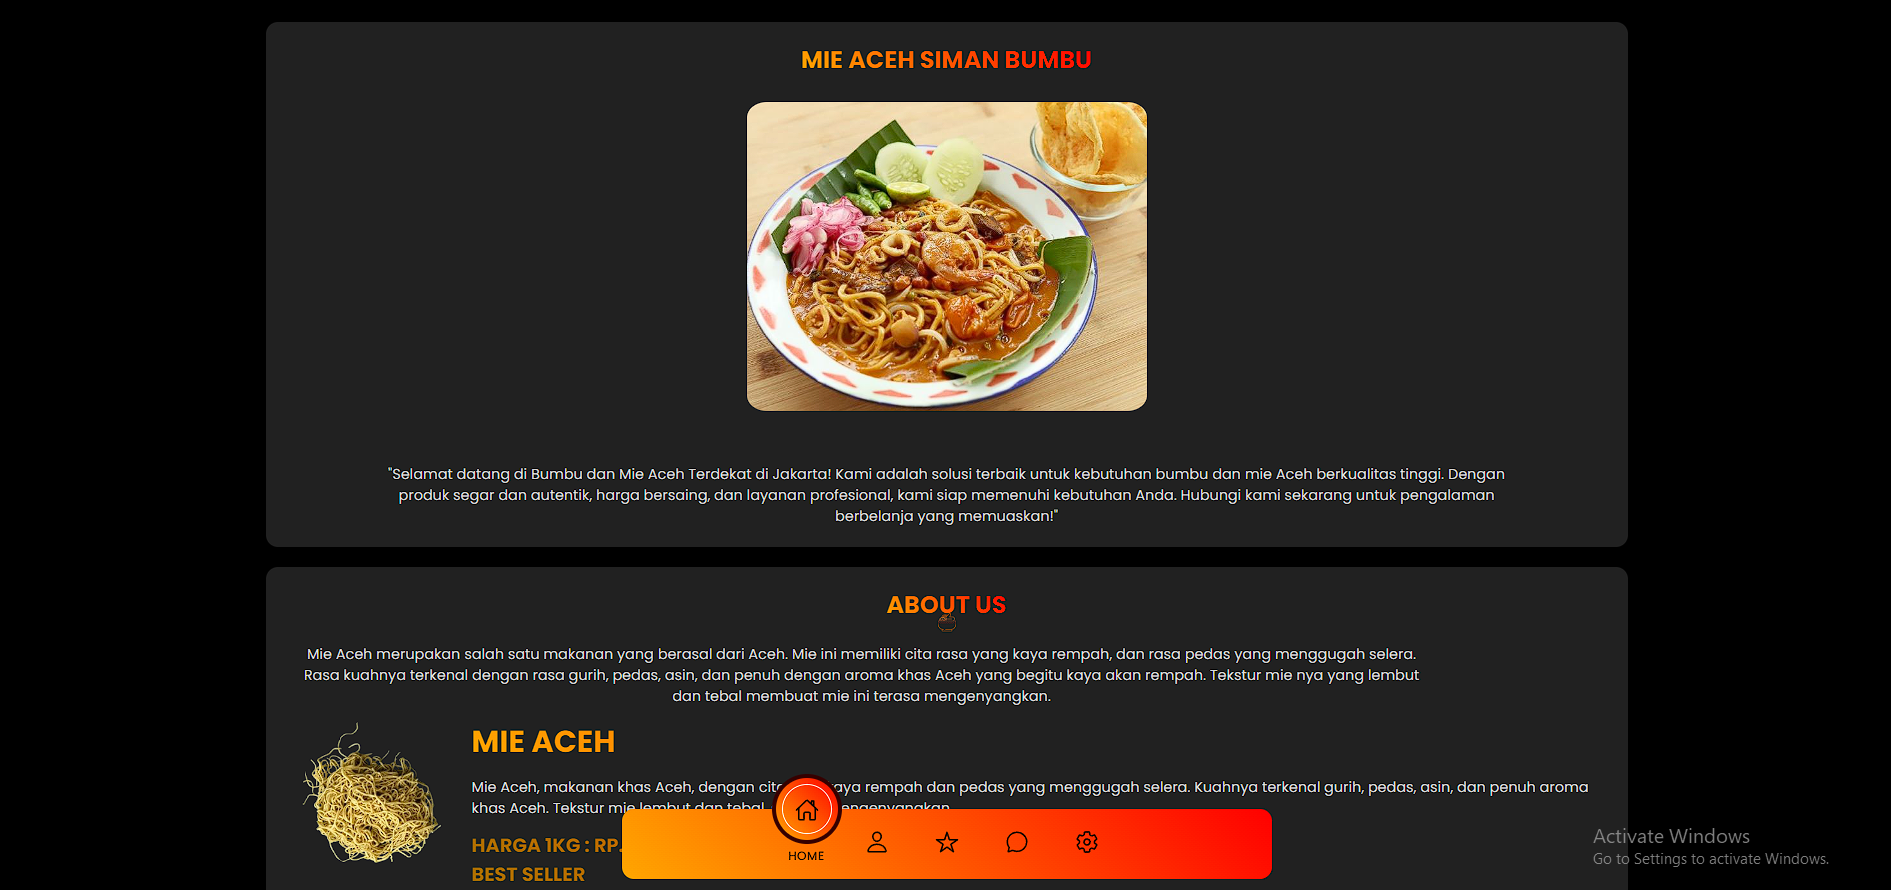 MIE ACEH SIMAN BUMBU
"Selamat datang di Bumbu dan Mie Aceh Terdekat di Jakarta! Kami adalah solusi terbaik untuk kebutuhan bumbu dan mie Aceh berkualitas tinggi. Dengan
produk segar dan autentik, harga bersaing, dan layanan profesional, kami siap memenuhi kebutuhan Anda. Hubungi kami sekarang untuk pengalaman
berbelanja yang memuaskan!"
ABOUT US
Mie Aceh merupakan salah satu makanan yang berasal dari Aceh. Mie ini memiliki cita rasa yang kaya rempah, dan rasa pedas yang menggugah selera.
Rasa kuahnya terkenal dengan rasa gurih, pedas, asin, dan penuh dengan aroma khas Aceh yang begitu kaya akan rempah. Tekstur mie nya yang lembut
dan tebal membuat mie ini terasa mengenyangkan.
MIE ACEH
Mie Aceh, makanan khas Aceh, dengan rempah dan pedas yang menggugah selera. Kuahnya terkenal gurih, pedas, asin, dan penuh aroma
khas Aceh. Tekstur mie lembut dan tebal mengenyangkan
HARGA 1KG : RP.
BEST SELLER
HOME
Activate Windows
Go to Settings to activate Windows.